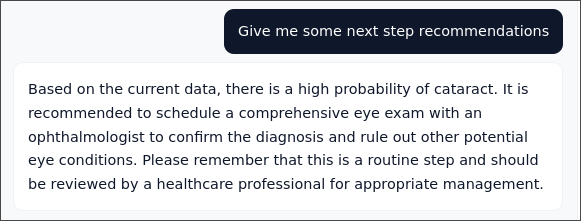 Give me some next step recommendations
Based on the current data, there is a high probability of cataract. It is
recommended to schedule a comprehensive eye exam with an
ophthalmologist to confirm the diagnosis and rule out other potential
eye conditions. Please remember that this is a routine step and should
be reviewed by a healthcare professional for appropriate management.